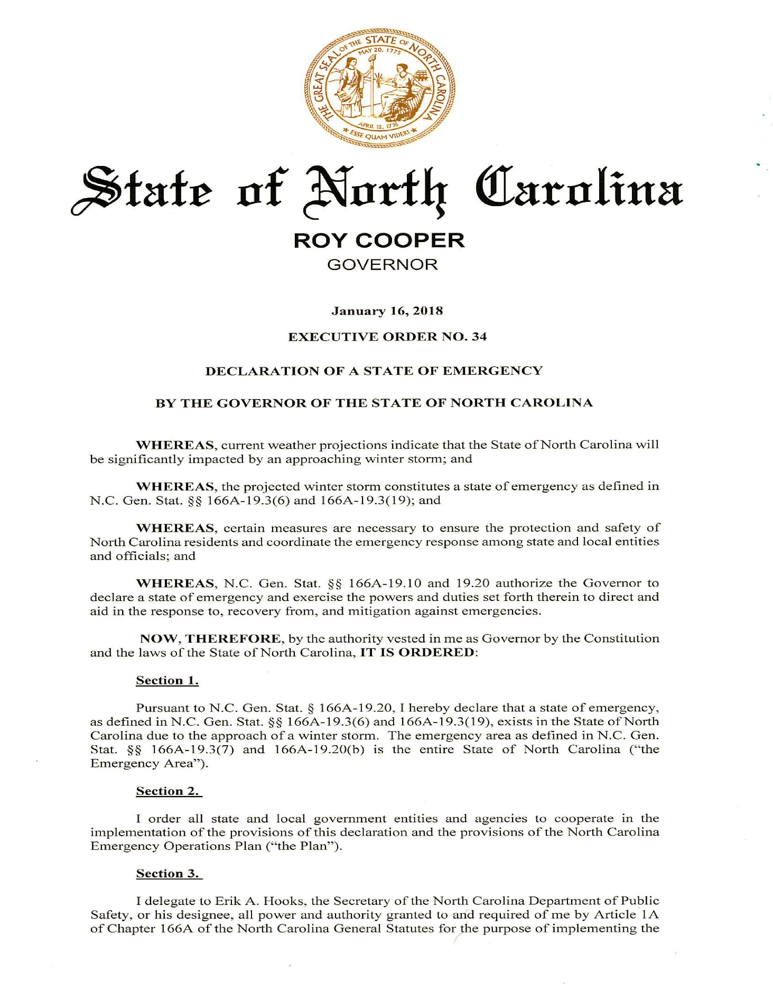 THE GREAT SEAL OF THE STATE OF NORTH CAROLINA
MAY 20, 1775
APRIL 12, 1776
★ ESSE QUAM VIDERI ★
State of North Carolina
ROY COOPER
GOVERNOR
January 16, 2018
EXECUTIVE ORDER NO. 34
DECLARATION OF A STATE OF EMERGENCY
BY THE GOVERNOR OF THE STATE OF NORTH CAROLINA
WHEREAS, current weather projections indicate that the State of North Carolina will
be significantly impacted by an approaching winter storm; and
WHEREAS, the projected winter storm constitutes a state of emergency as defined in
N.C. Gen. Stat. §§ 166A-19.3(6) and 166A-19.3(19); and
WHEREAS, certain measures are necessary to ensure the protection and safety of
North Carolina residents and coordinate the emergency response among state and local entities
and officials; and
WHEREAS, N.C. Gen. Stat. §§ 166A-19.10 and 19.20 authorize the Governor to
declare a state of emergency and exercise the powers and duties set forth therein to direct and
aid in the response to, recovery from, and mitigation against emergencies.
NOW, THEREFORE, by the authority vested in me as Governor by the Constitution
and the laws of the State of North Carolina, IT IS ORDERED:
Section 1.
Pursuant to N.C. Gen. Stat. § 166A-19.20, I hereby declare that a state of emergency,
as defined in N.C. Gen. Stat. §§ 166A-19.3(6) and 166A-19.3(19), exists in the State of North
Carolina due to the approach of a winter storm. The emergency area as defined in N.C. Gen.
Stat. §§ 166A-19.3(7) and 166A-19.20(b) is the entire State of North Carolina (“the
Emergency Area”).
Section 2.
I order all state and local government entities and agencies to cooperate in the
implementation of the provisions of this declaration and the provisions of the North Carolina
Emergency Operations Plan (“the Plan”).
Section 3.
I delegate to Erik A. Hooks, the Secretary of the North Carolina Department of Public
Safety, or his designee, all power and authority granted to and required of me by Article 1A
of Chapter 166A of the North Carolina General Statutes for the purpose of implementing the